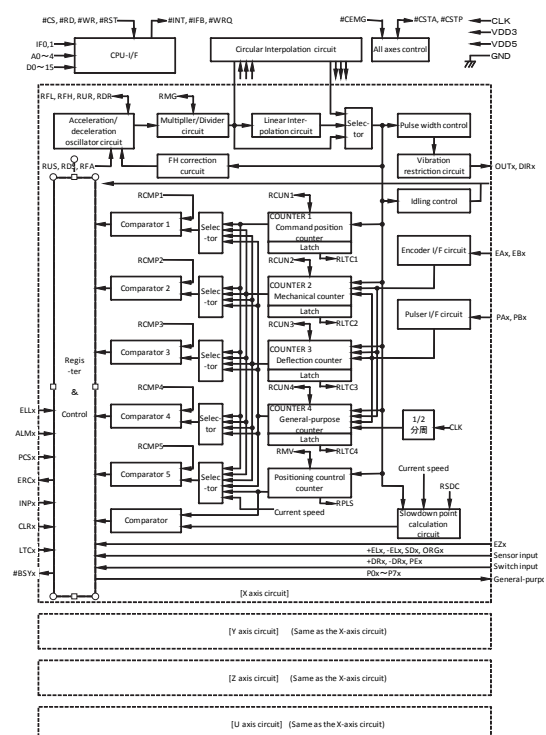 #CS, #RD, #WR, #RST
#INT, #IFB, #WRQ
#CEMG
#CSTA, #CSTP
CLK
VDD3
VDD5
GND
IF0,1
A0～4
D0～15
CPU-I/F
Circular Interpolation circuit
All axes control
RFL, RFH, RUR, RDR
RMG
Acceleration/
deceleration
oscillator circuit
Multiplier/Divider
circuit
Linear Inter-
polation circuit
Selec-
tor
Pulse width control
RUS, RDS, RFA
FH correction
curcuit
Vibration
restriction circuit
OUTx, DIRx
Idling control
RCMP1
RCUN1
Comparator 1
Selec
-tor
COUNTER 1
Command position
counter
Latch
RLTC1
Encoder I/F circuit
EAx, EBx
RCMP2
RCUN2
Comparator 2
Selec
-tor
COUNTER 2
Mechanical counter
Latch
RLTC2
Pulser I/F circuit
PAx, PBx
RCMP3
RCUN3
Comparator 3
Selec
-tor
COUNTER 3
Deflection counter
Latch
RLTC3
Regis
-ter
&
Control
RCMP4
RCUN4
Comparator 4
Selec
-tor
COUNTER 4
General-purpose
counter
Latch
RLTC4
1/2
分周
CLK
RCMP5
RMV
Comparator 5
Selec
-tor
Positioning control
counter
RPLS
Current speed
Current speed
RSDC
Comparator
Slowdown point
calculation
circuit
ELLx
ALMx
PCSx
ERCx
INPx
CLRx
LTCx
#BSYx
EZx
+ELx, -ELx, SDx, ORGx
Sensor input
+DRx, -DRx, PEx
Switch input
P0x～P7x
General-purpo
[X axis circuit]
[Y axis circuit] (Same as the X-axis circuit)
[Z axis circuit] (Same as the X-axis circuit)
[U axis circuit] (Same as the X-axis circuit)